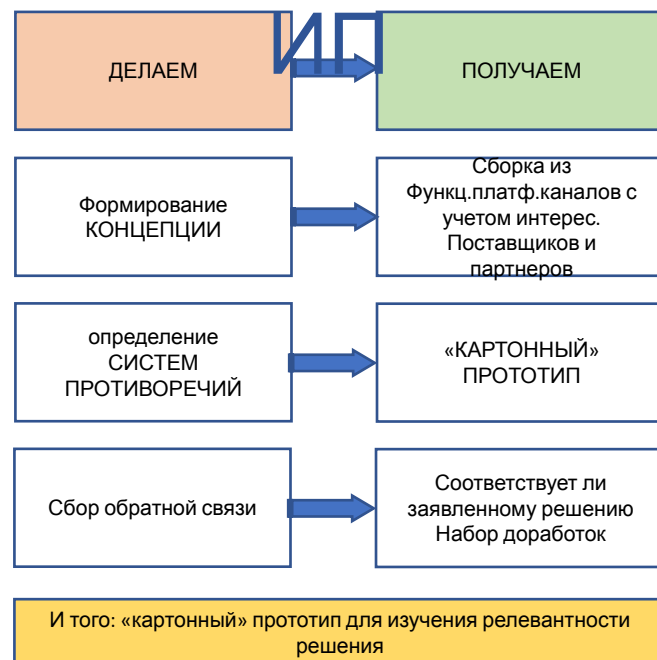 ИП
ДЕЛАЕМ
ПОЛУЧАЕМ
Формирование
КОНЦЕПЦИИ
Сборка из
Функц.платф.каналов с
учетом интерес.
Поставщиков и
партнеров
определение
СИСТЕМ
ПРОТИВОРЕЧИЙ
«КАРТОННЫЙ»
ПРОТОТИП
Сбор обратной связи
Соответствует ли
заявленному решению
Набор доработок
И того: «картонный» прототип для изучения релевантности
решения